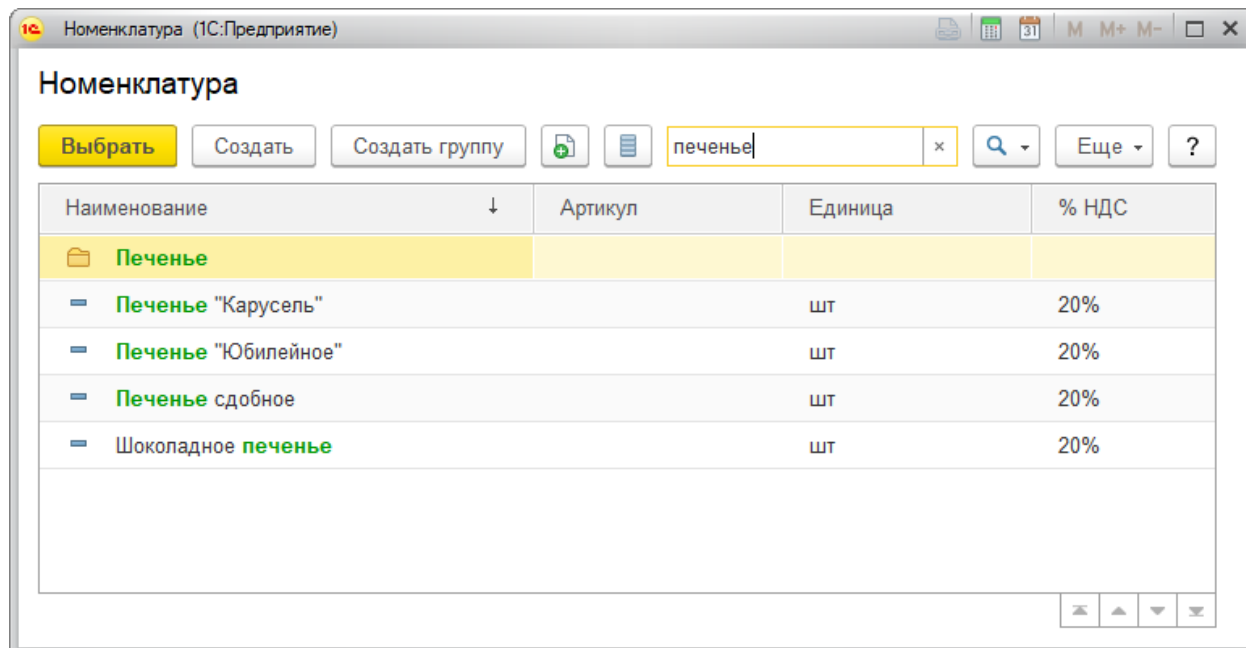 1С Номенклатура (1С:Предприятие) 31 M M+ M-
Номенклатура
Выбрать Создать Создать группу печенье × Еще ?
Наименование ↓ Артикул Единица % НДС
Печенье
Печенье "Карусель" шт 20%
Печенье "Юбилейное" шт 20%
Печенье сдобное шт 20%
Шоколадное печенье шт 20%